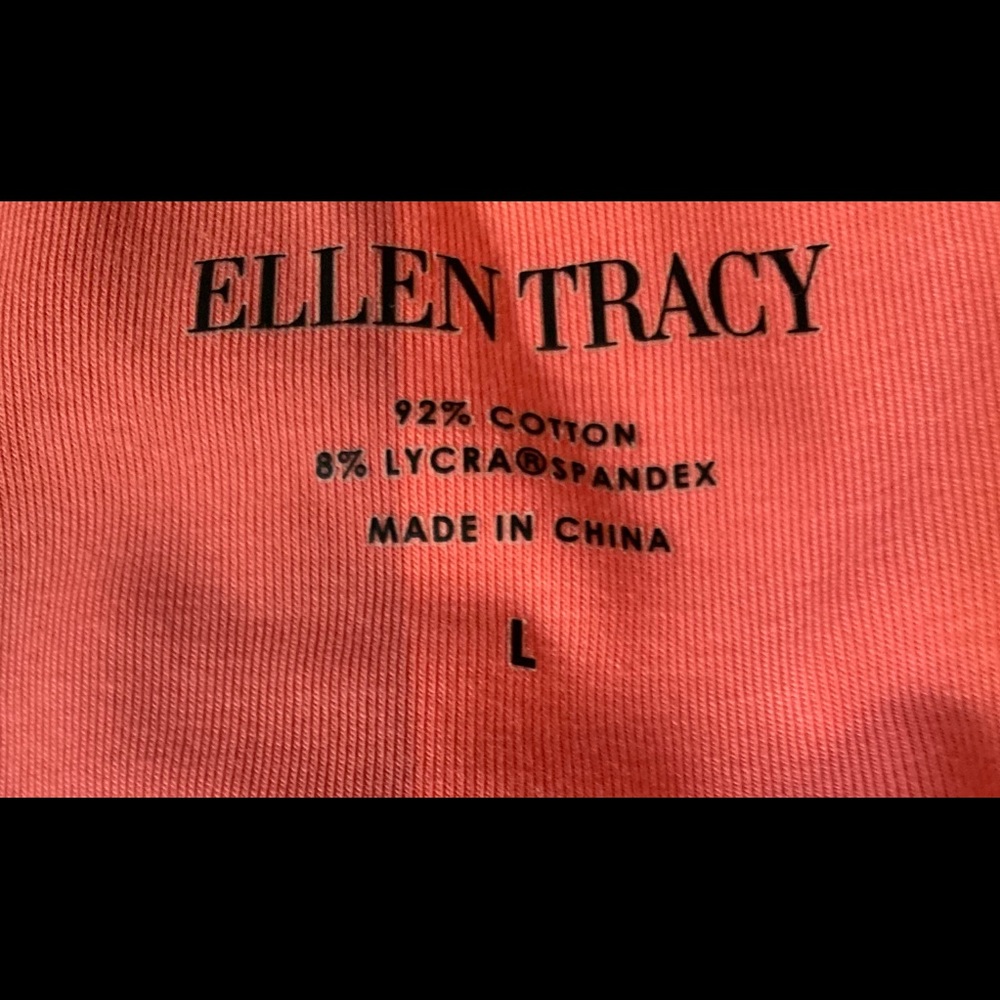 ELLEN TRACY
92% COTTON
8% LYCRA®SPANDEX
MADE IN CHINA
L